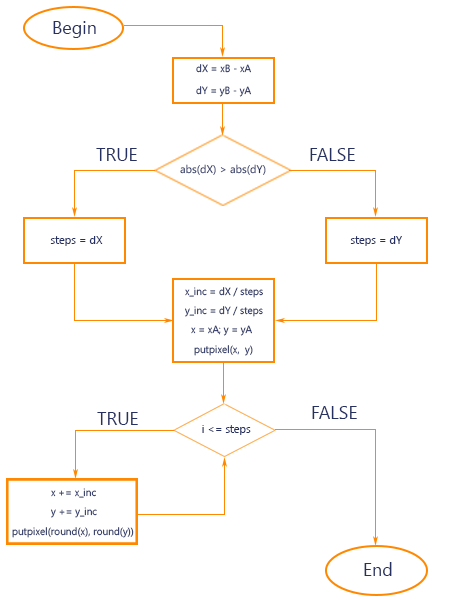 Begin
dX = xB - xA
dY = yB - yA
TRUE
FALSE
abs(dX) > abs(dY)
steps = dX
steps = dY
x_inc = dX / steps
y_inc = dY / steps
x = xA; y = yA
putpixel(x, y)
TRUE
FALSE
i <= steps
x += x_inc
y += y_inc
putpixel(round(x), round(y))
End